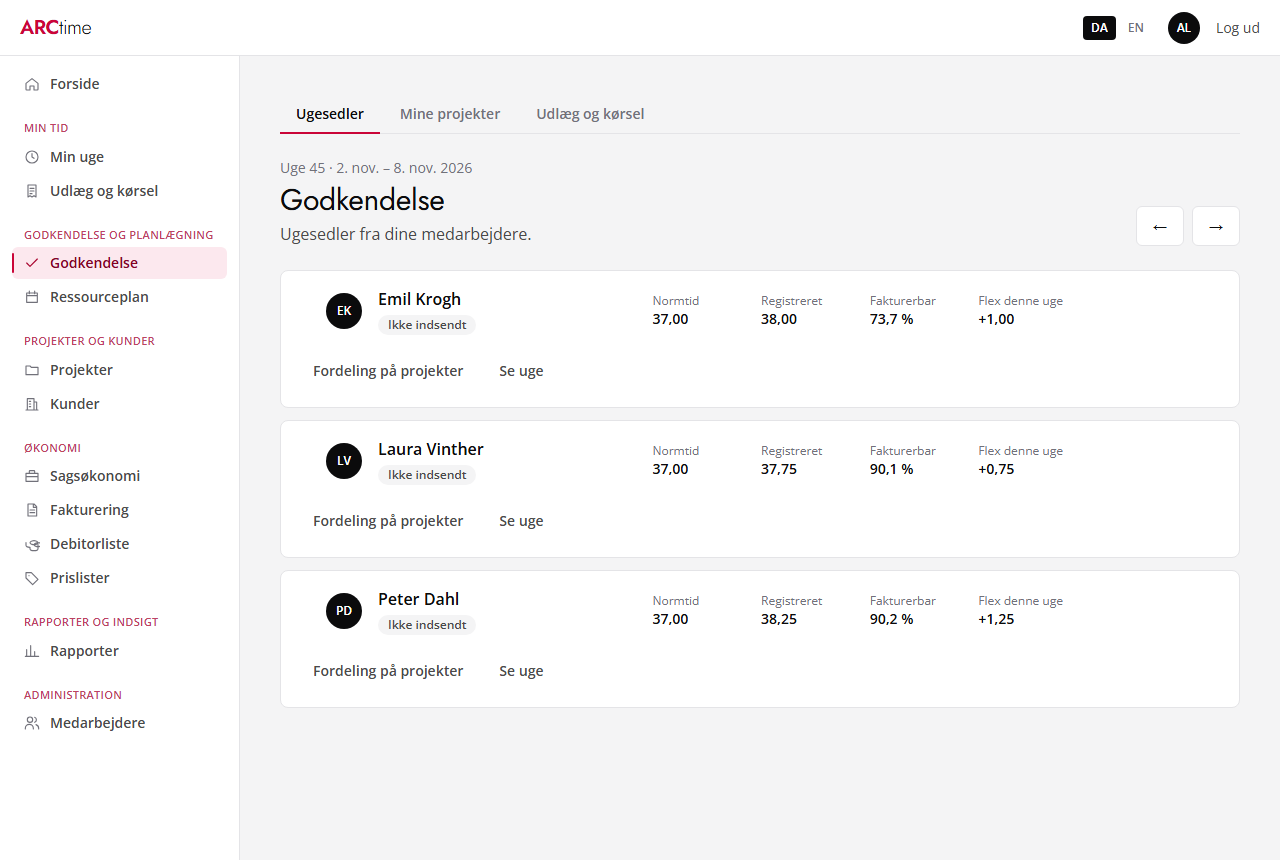 ARCtime
DA EN AL Log ud
Forside
MIN TID
Min uge
Udlæg og kørsel
GODKENDELSE OG PLANLÆGNING
Godkendelse
Ressourceplan
PROJEKTER OG KUNDER
Projekter
Kunder
ØKONOMI
Sagsøkonomi
Fakturering
Debitorliste
Prislister
RAPPORTER OG INDSIGT
Rapporter
ADMINISTRATION
Medarbejdere
Ugesedler Mine projekter Udlæg og kørsel
Uge 45 · 2. nov. – 8. nov. 2026
Godkendelse
Ugesedler fra dine medarbejdere.
← →
EK Emil Krogh
Ikke indsendt
Normtid Registreret Fakturerbar Flex denne uge
37,00 38,00 73,7 % +1,00
Fordeling på projekter Se uge
LV Laura Vinther
Ikke indsendt
Normtid Registreret Fakturerbar Flex denne uge
37,00 37,75 90,1 % +0,75
Fordeling på projekter Se uge
PD Peter Dahl
Ikke indsendt
Normtid Registreret Fakturerbar Flex denne uge
37,00 38,25 90,2 % +1,25
Fordeling på projekter Se uge